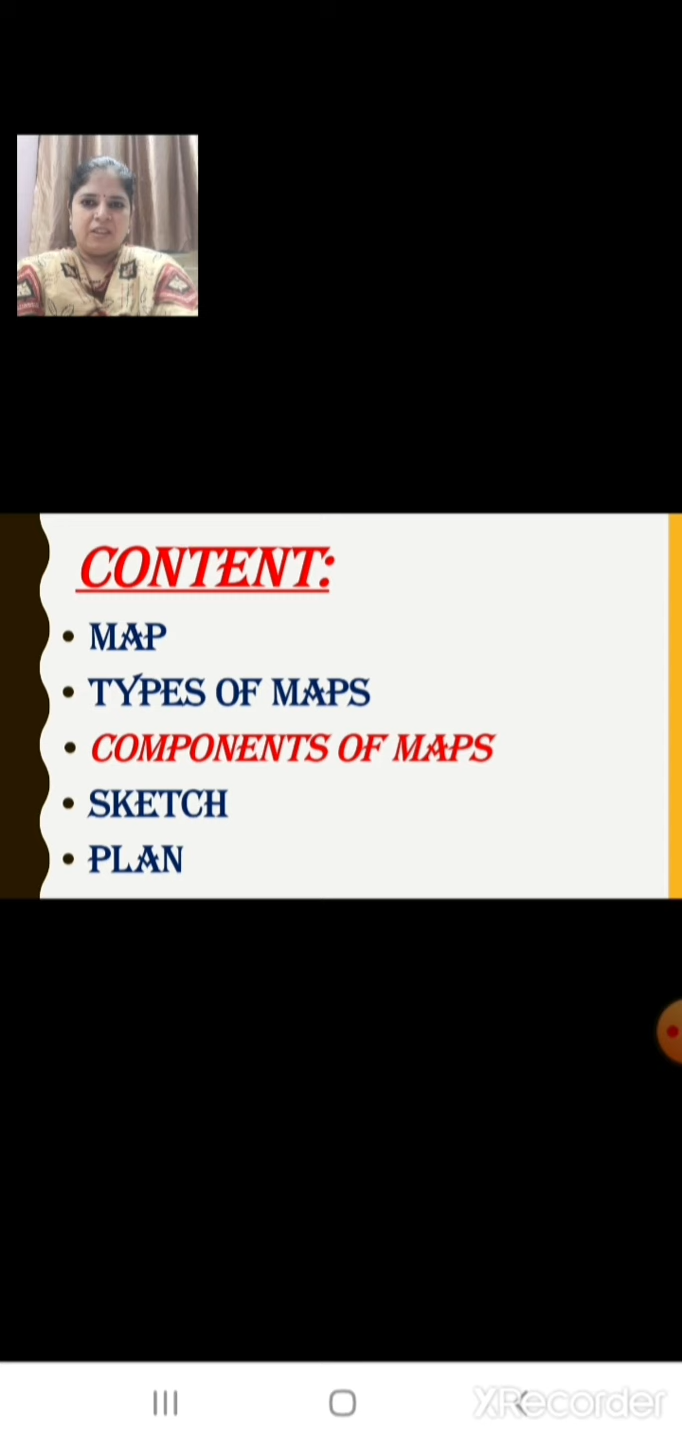 CONTENT:
• MAP
• TYPES OF MAPS
• COMPONENTS OF MAPS
• SKETCH
• PLAN
XRecorder